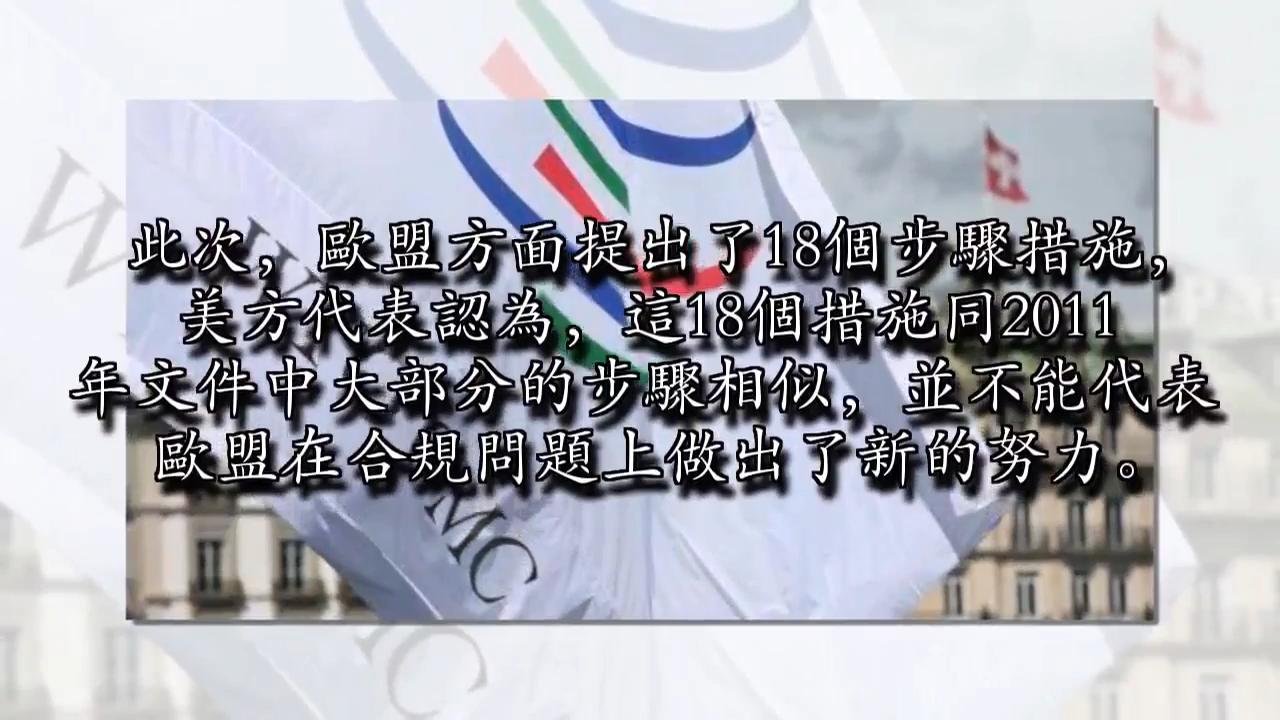 此次，歐盟方面提出了18個步驟措施，
美方代表認為，這18個措施同2011
年文件中大部分的步驟相似，並不能代表
歐盟在合規問題上做出了新的努力。